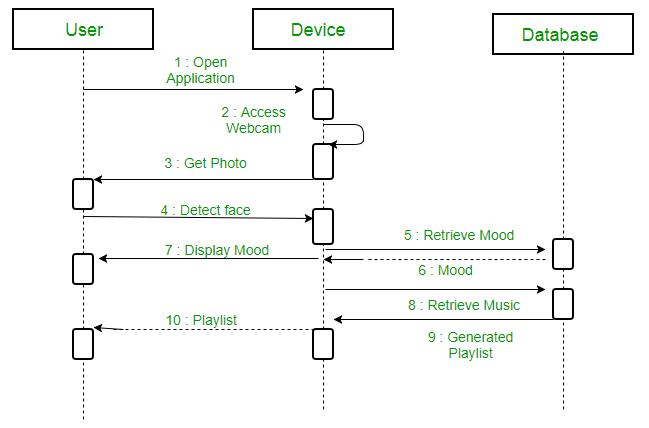 User
Device
Database
1 : Open
Application
2 : Access
Webcam
3 : Get Photo
4 : Detect face
5 : Retrieve Mood
7 : Display Mood
6 : Mood
8 : Retrieve Music
10 : Playlist
9 : Generated
Playlist